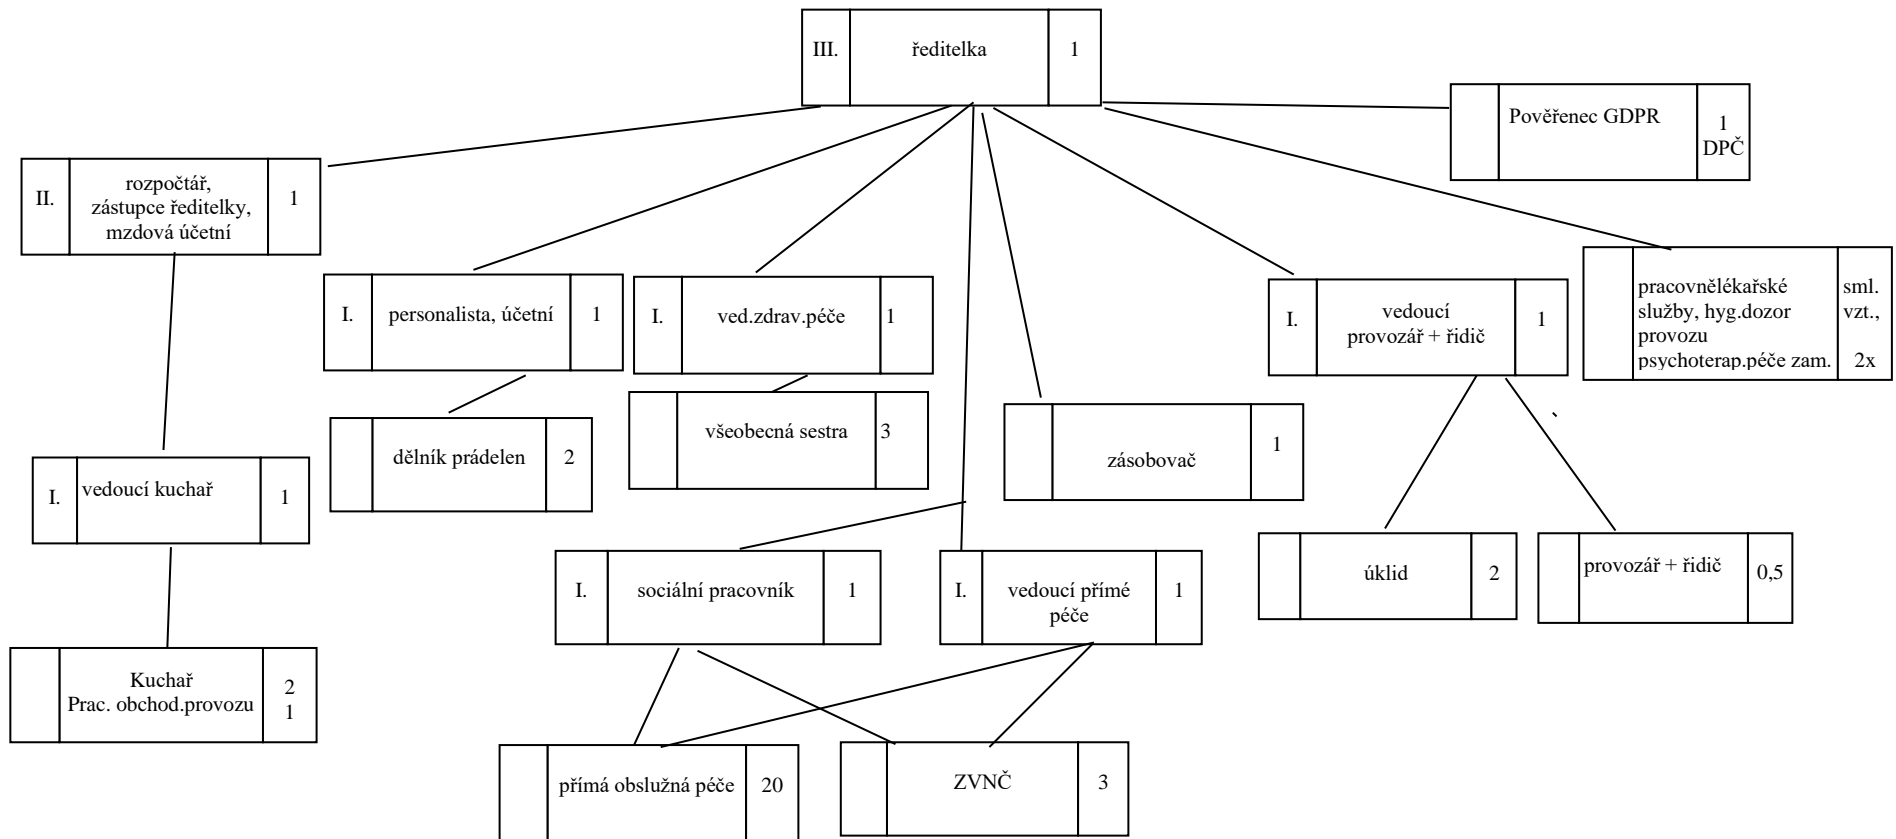 III.
ředitelka
1
Pověřenec GDPR
1
DPČ
II.
rozpočtář,
zástupce ředitelky,
mzdová účetní
1
I.
personalista, účetní
1
I.
ved.zdrav.péče
1
I.
vedoucí
provozář + řidič
1
pracovnělékařské
služby, hyg.dozor
provozu
psychoterap.péče zam.
sml.
vzt.,
2x
dělník prádelen
2
všeobecná sestra
3
zásobovač
1
I.
vedoucí kuchař
1
I.
sociální pracovník
1
I.
vedoucí přímé
péče
1
úklid
2
provozář + řidič
0,5
Kuchař
Prac. obchod.provozu
2
1
přímá obslužná péče
20
ZVNČ
3